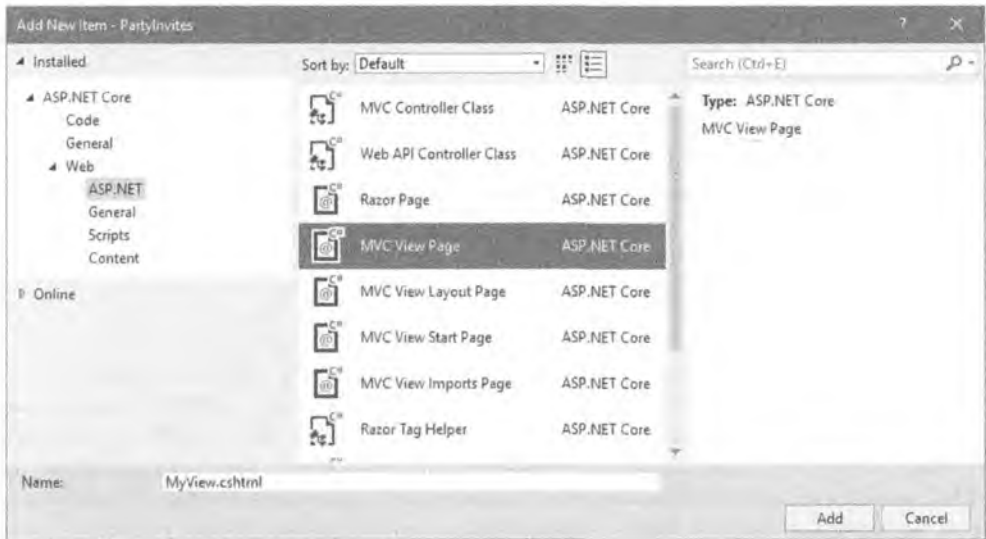 Add New Item - PartyInvites
? ×
Installed
Sort by: Default
Search (Ctrl+E)
ASP.NET Core
Code
General
Web
ASP.NET
General
Scripts
Content
Online
MVC Controller Class ASP.NET Core
Web API Controller Class ASP.NET Core
Razor Page ASP.NET Core
MVC View Page ASP.NET Core
MVC View Layout Page ASP.NET Core
MVC View Start Page ASP.NET Core
MVC View Imports Page ASP.NET Core
Razor Tag Helper ASP.NET Core
Type: ASP.NET Core
MVC View Page
Name: MyView.cshtml
Add Cancel